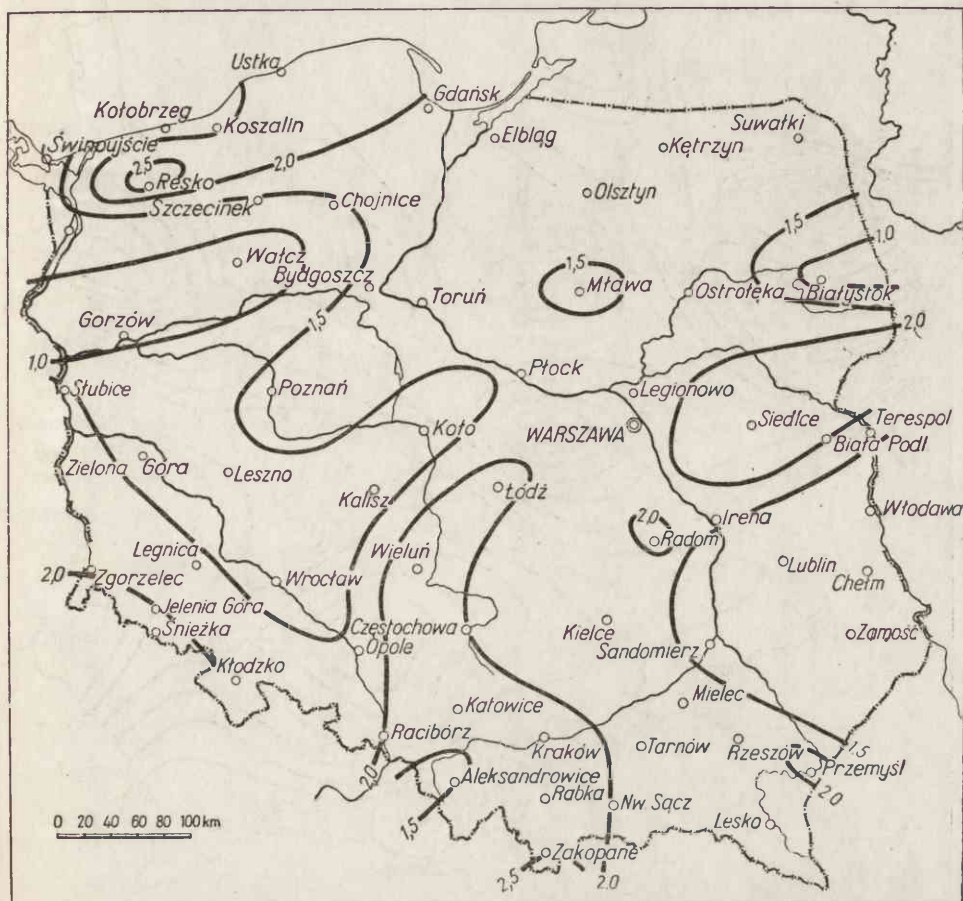 Ustka
Gdańsk
Kołobrzeg
Koszalin
Elbląg
Suwałki
Kętrzyn
Świnoujście
2,5
2,0
Resko
Olsztyn
Szczecinek
Chojnice
1,5
1,0
Wałcz
Bydgoszcz
1,5
Mława
Ostrołęka
Białystok
Toruń
2,0
1,5
Gorzów
1,0
Płock
Słubice
Poznań
Legionowo
Siedlce
Terespol
Koło
WARSZAWA
Biała Podl
Zielona Góra
Leszno
Kalisz
Łódź
Włodawa
2,0
Irena
Radom
Legnica
Wieluń
Lublin
2,0
Zgorzelec
Wrocław
Chełm
Jelenia Góra
Śnieżka
Częstochowa
Kielce
Zamość
Opole
Sandomierz
Kłodzko
Katowice
Mielec
Racibórz
Kraków
Tarnów
Rzeszów
1,5
Przemyśl
2,0
Aleksandrowice
2,0
Rabka
Nw. Sącz
1,5
Lesko
0 20 40 60 80 100 km
Zakopane
2,5
2.0